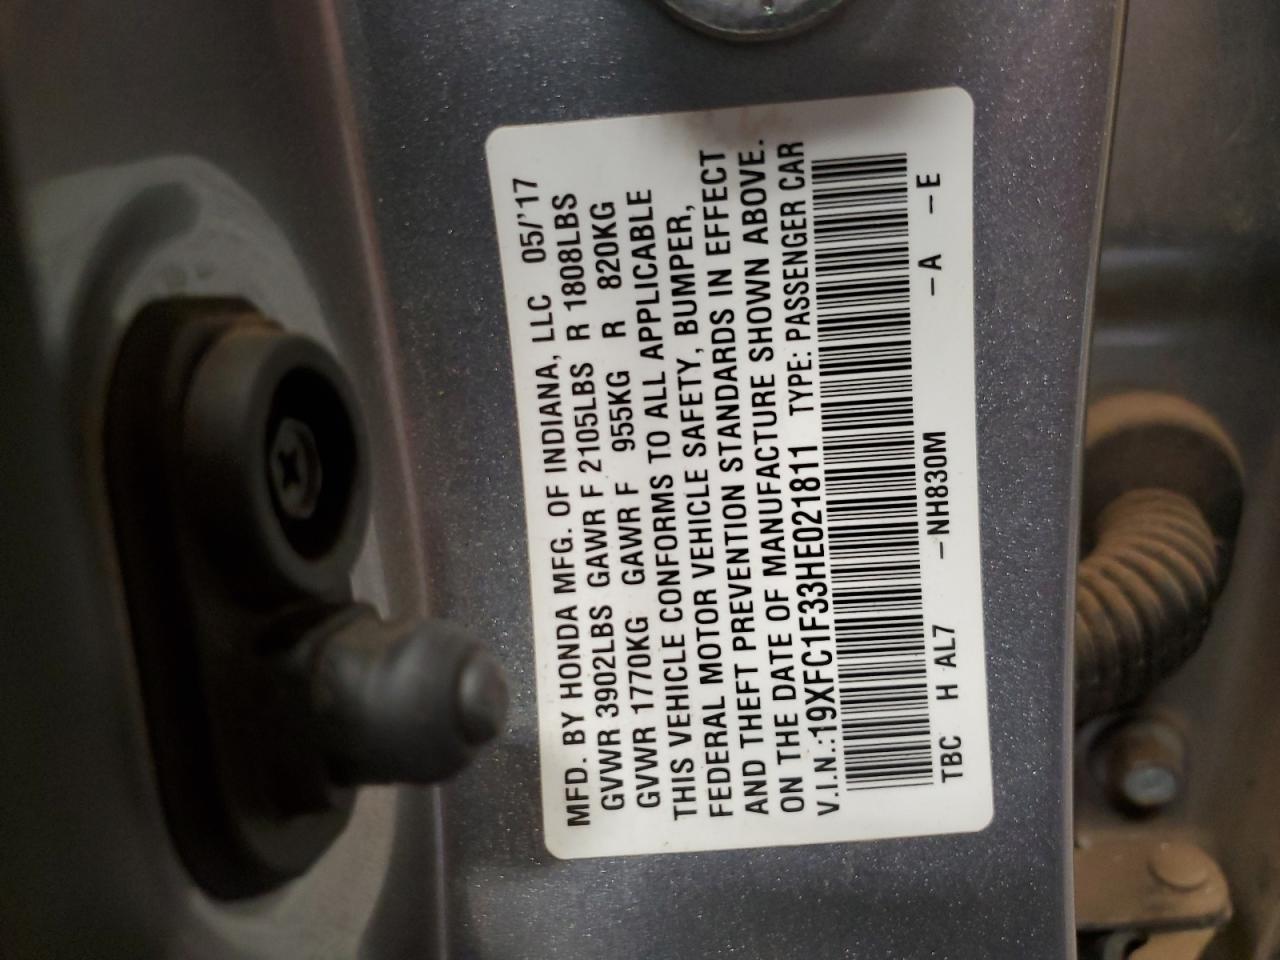 MFD. BY HONDA MFG. OF INDIANA, LLC 05/'17
GVWR 3902LBS GAWR F 2105LBS R 1808LBS
GVWR 1770KG GAWR F 955KG R 820KG
THIS VEHICLE CONFORMS TO ALL APPLICABLE
FEDERAL MOTOR VEHICLE SAFETY, BUMPER,
AND THEFT PREVENTION STANDARDS IN EFFECT
ON THE DATE OF MANUFACTURE SHOWN ABOVE.
V.I.N.:19XFC1F33HE021811 TYPE: PASSENGER CAR
TBC H AL7 -NH830M -A -E